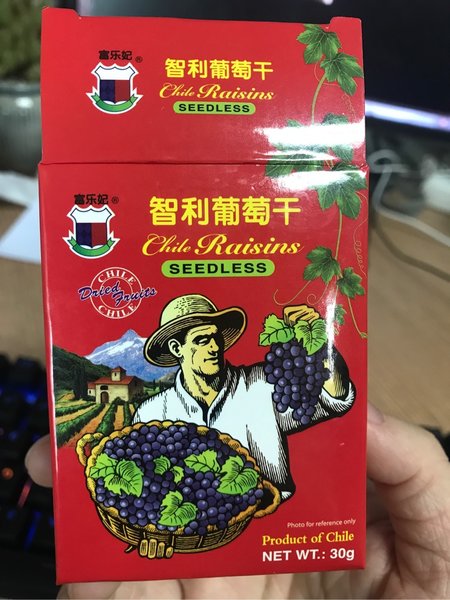 富乐妃®
智利葡萄干
Chile Raisins
SEEDLESS
富乐妃®
智利葡萄干
Chile Raisins
SEEDLESS
CHILE
Dried Fruits
CHILE
Photo for reference only
Product of Chile
NET WT.: 30g